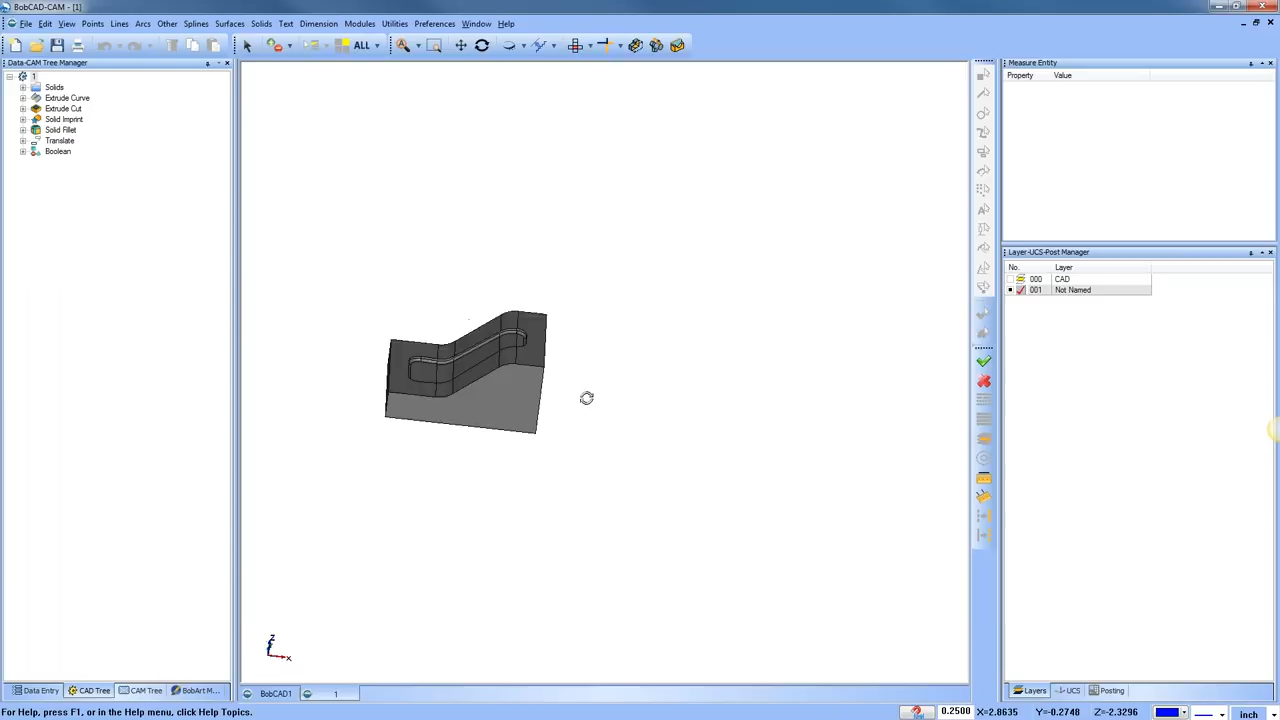 BobCAD-CAM - [1]
File Edit View Points Lines Arcs Other Splines Surfaces Solids Text Dimension Modules Utilities Preferences Window Help
ALL
Data-CAM Tree Manager
1
Solids
Extrude Curve
Extrude Cut
Solid Imprint
Solid Fillet
Translate
Boolean
Measure Entity
Property Value
Layer-UCS-Post Manager
No. Layer
000 CAD
001 Not Named
Z
X
Data Entry CAD Tree CAM Tree BobArt M...
BobCAD1 1
Layers UCS Posting
For Help, press F1, or in the Help menu, click Help Topics.
0.2500 X=2.8635 Y=-0.2748 Z=-2.3296 inch